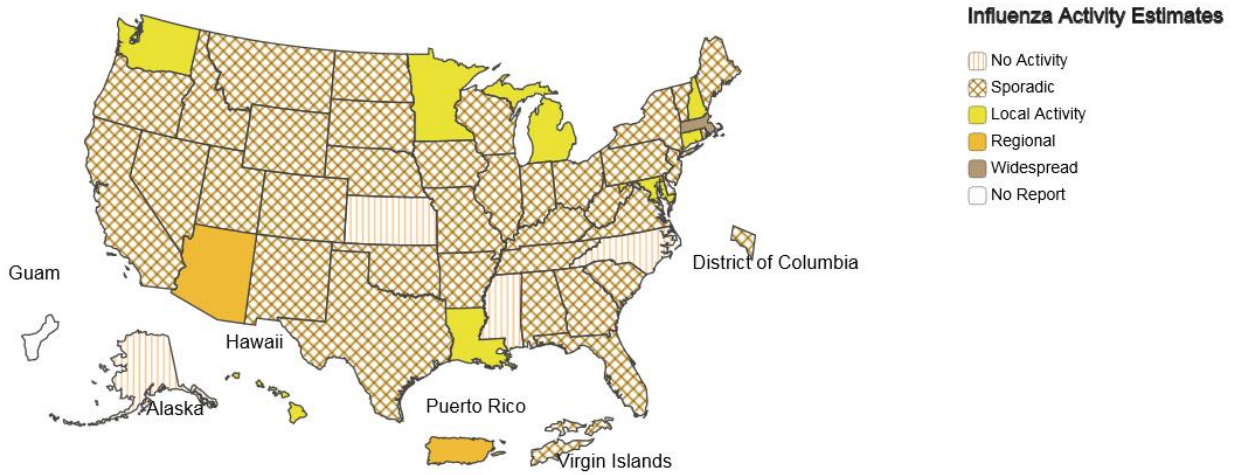 Influenza Activity Estimates
No Activity
Sporadic
Local Activity
Regional
Widespread
No Report
District of Columbia
Guam
Hawaii
Alaska
Puerto Rico
Virgin Islands